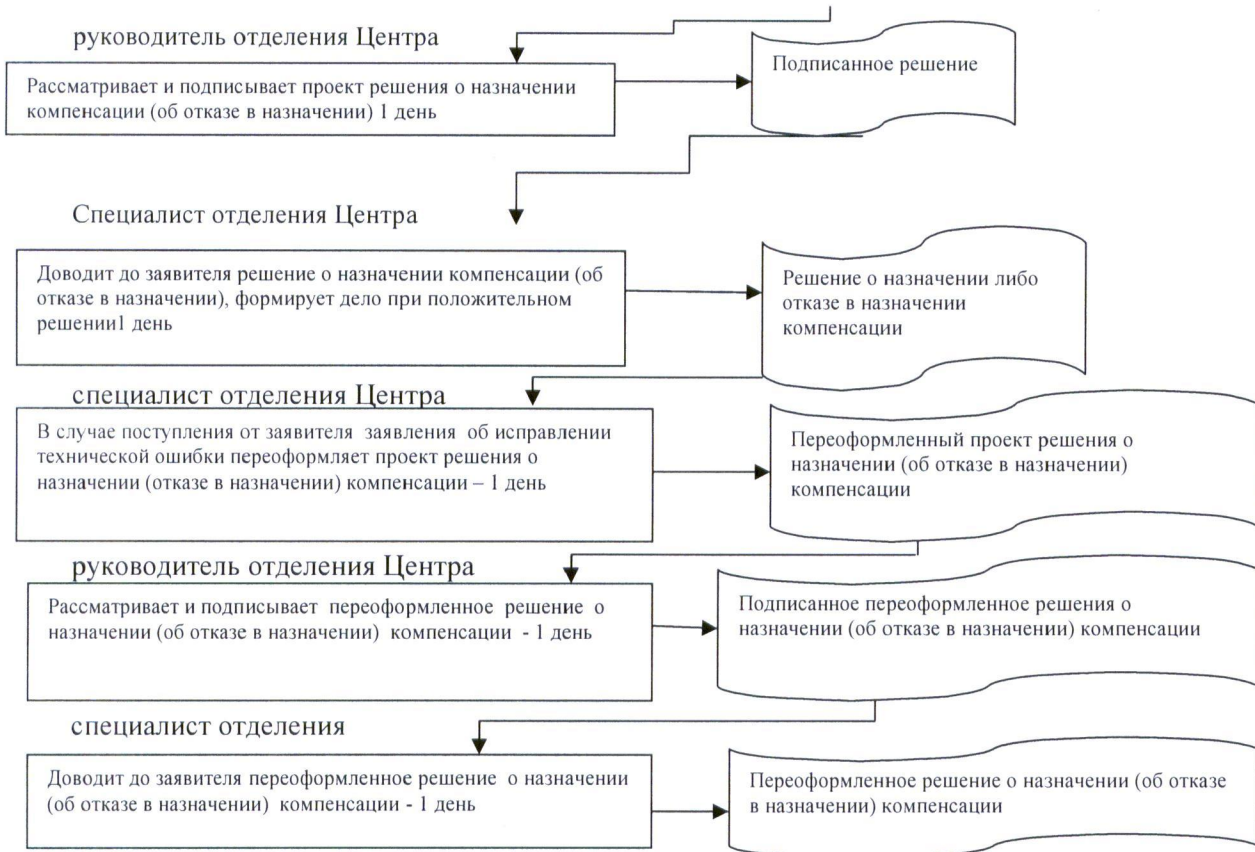 руководитель отделения Центра
Рассматривает и подписывает проект решения о назначении
компенсации (об отказе в назначении) 1 день
Подписанное решение
Специалист отделения Центра
Доводит до заявителя решение о назначении компенсации (об
отказе в назначении), формирует дело при положительном
решении1 день
Решение о назначении либо
отказе в назначении
компенсации
специалист отделения Центра
В случае поступления от заявителя заявления об исправлении
технической ошибки переоформляет проект решения о
назначении (отказе в назначении) компенсации – 1 день
Переоформленный проект решения о
назначении (об отказе в назначении)
компенсации
руководитель отделения Центра
Рассматривает и подписывает переоформленное решение о
назначении (об отказе в назначении) компенсации - 1 день
Подписанное переоформленное решения о
назначении (об отказе в назначении) компенсации
специалист отделения
Доводит до заявителя переоформленное решение о назначении
(об отказе в назначении) компенсации - 1 день
Переоформленное решение о назначении (об отказе
в назначении) компенсации